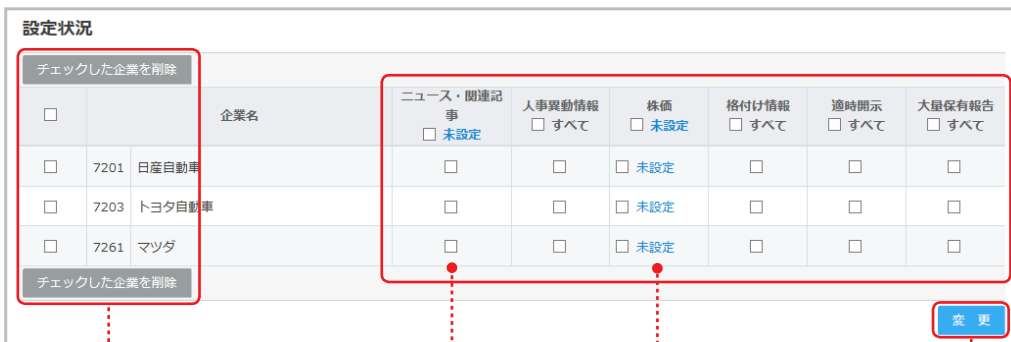 設定状況
チェックした企業を削除
企業名
ニュース・関連記
事
未設定
人事異動情報
すべて
株価
未設定
格付け情報
すべて
適時開示
すべて
大量保有報告
すべて
7201 日産自動車 未設定
7203 トヨタ自動車 未設定
7261 マツダ 未設定
チェックした企業を削除
変 更